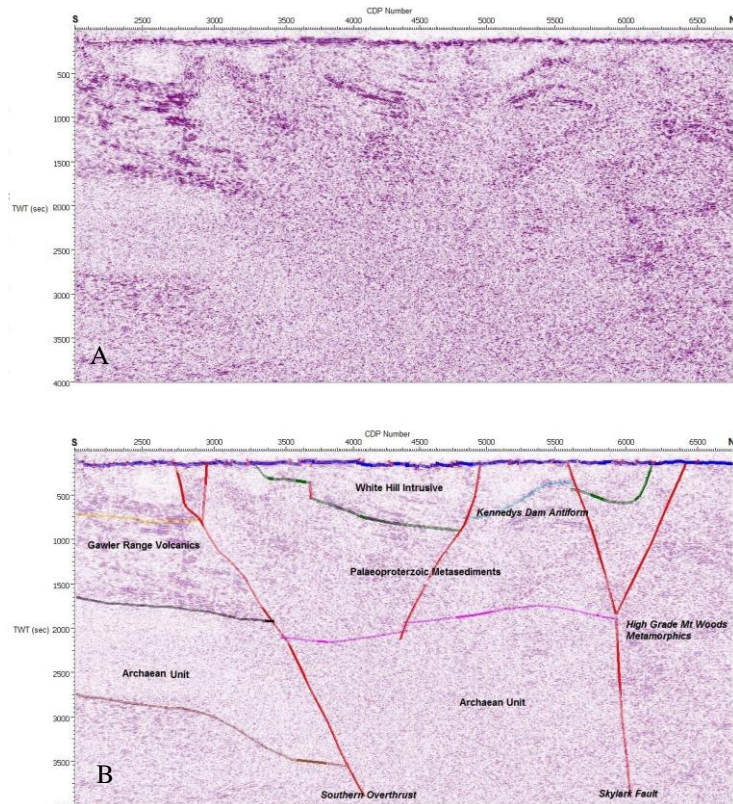 CDP Number
S 2500 3000 3500 4000 4500 5000 5500 6000 6500 N
500
1000
1500
TWT (sec) 2000
2500
3000
3500
A
4000
CDP Number
S 2500 3000 3500 4000 4500 5000 5500 6000 6500 N
White Hill Intrusive
500
Kennedys Dam Antiform
Gawler Range Volcanics
1000
Palaeoproterzoic Metasediments
1500
TWT (sec) 2000
High Grade Mt Woods
Metamorphics
Archaean Unit
2500
Archaean Unit
3000
3500
B
Southern Overthrust
Skylark Fault